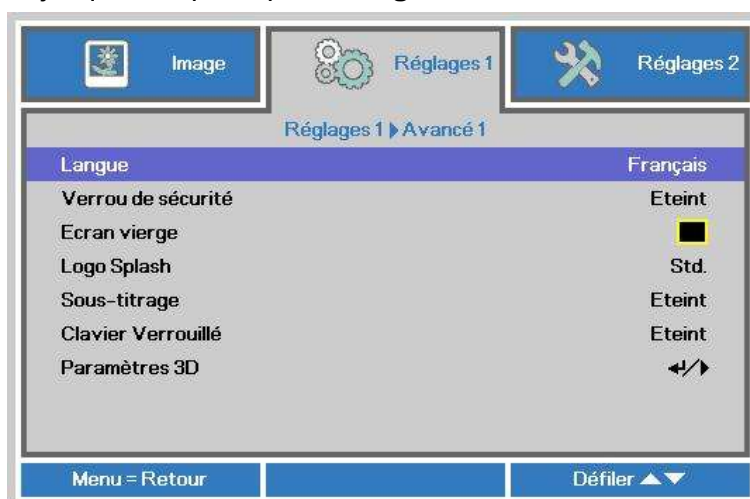 Image Réglages 1 Réglages 2
Réglages 1 Avancé 1
Langue Français
Verrou de sécurité Eteint
Ecran vierge
Logo Splash Std.
Sous-titrage Eteint
Clavier Verrouillé Eteint
Paramètres 3D
Menu = Retour Défiler